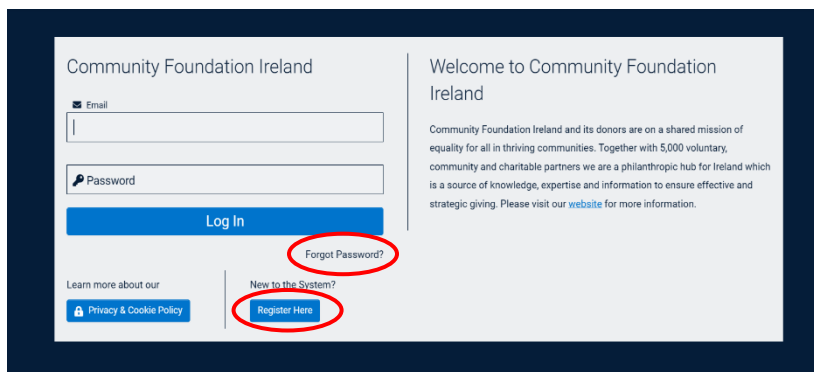 Community Foundation Ireland
Email
Password
Log In
Forgot Password?
Learn more about our
Privacy & Cookie Policy
New to the System?
Register Here
Welcome to Community Foundation
Ireland
Community Foundation Ireland and its donors are on a shared mission of
equality for all in thriving communities. Together with 5,000 voluntary,
community and charitable partners we are a philanthropic hub for Ireland which
is a source of knowledge, expertise and information to ensure effective and
strategic giving. Please visit our website for more information.